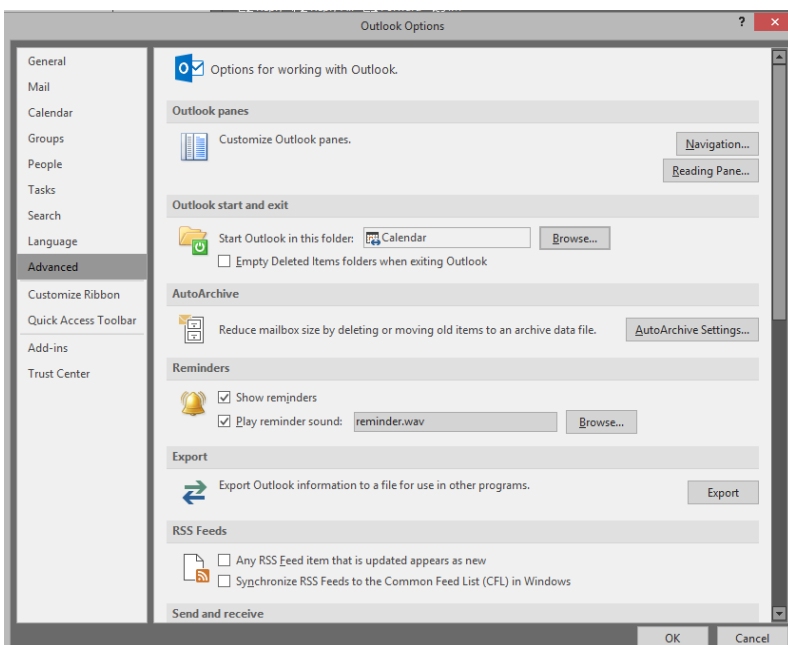 Outlook Options
?
×
General
Mail
Calendar
Groups
People
Tasks
Search
Language
Advanced
Customize Ribbon
Quick Access Toolbar
Add-ins
Trust Center
Options for working with Outlook.
Outlook panes
Customize Outlook panes.
Navigation...
Reading Pane...
Outlook start and exit
Start Outlook in this folder: Calendar Browse...
Empty Deleted Items folders when exiting Outlook
AutoArchive
Reduce mailbox size by deleting or moving old items to an archive data file. AutoArchive Settings...
Reminders
Show reminders
Play reminder sound: reminder.wav Browse...
Export
Export Outlook information to a file for use in other programs. Export
RSS Feeds
Any RSS Feed item that is updated appears as new
Synchronize RSS Feeds to the Common Feed List (CFL) in Windows
Send and receive
OK Cancel